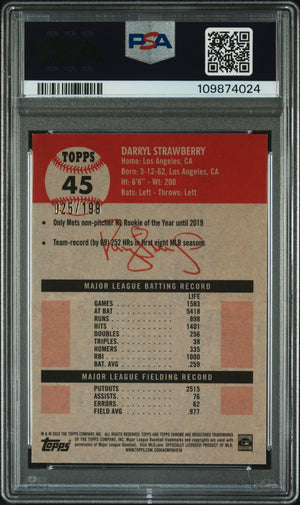 PSA
109874024
TOPPS
45
025/199
DARRYL STRAWBERRY
Home: Los Angeles, CA
Born: 3-12-62, Los Angeles, CA
Ht: 6'6" - Wt: 200
Bats: Left - Throws: Left
• Only Mets non-pitcher NL Rookie of the Year until 2019
• Team-record (by 69) 252 HRs in first eight MLB seasons
MAJOR LEAGUE BATTING RECORD
LIFE
GAMES 1583
AT BAT 5418
RUNS 898
HITS 1401
DOUBLES 256
TRIPLES 38
HOMERS 335
RBI 1000
BAT. AVG. .259
MAJOR LEAGUE FIELDING RECORD
PUTOUTS 2515
ASSISTS 76
ERRORS 62
FIELD AVG .977
Topps